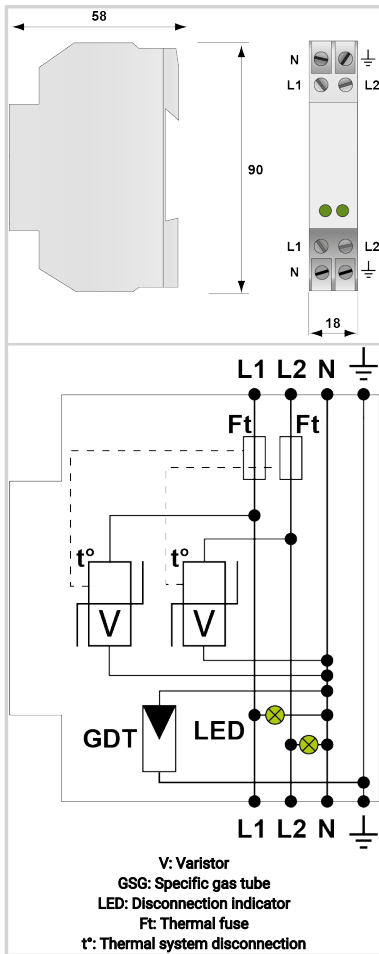 58
90
N ⏚
L1 L2
L1 L2
N ⏚
18
L1 L2 N ⏚
Ft Ft
t° t°
V V
GDT LED
L1 L2 N ⏚
V: Varistor
GSG: Specific gas tube
LED: Disconnection indicator
Ft: Thermal fuse
t°: Thermal system disconnection